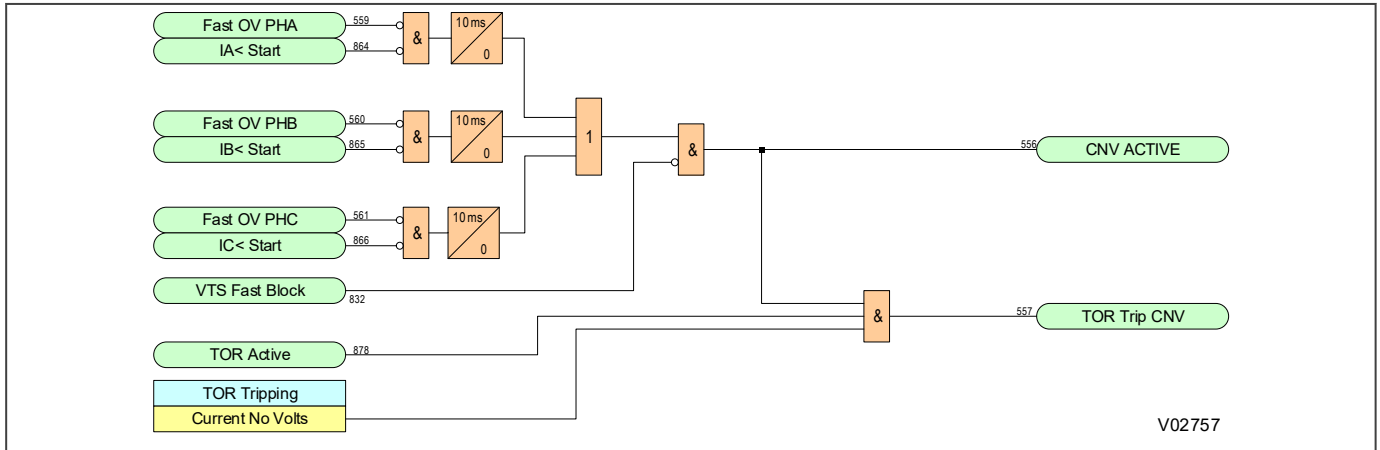 Fast OV PHA 559
& 10 ms 0
IA< Start 864
Fast OV PHB 560
& 10 ms 0
IB< Start 865
1
&
556 CNV ACTIVE
Fast OV PHC 561
& 10 ms 0
IC< Start 866
VTS Fast Block 832
&
557 TOR Trip CNV
TOR Active 878
TOR Tripping
Current No Volts
V02757